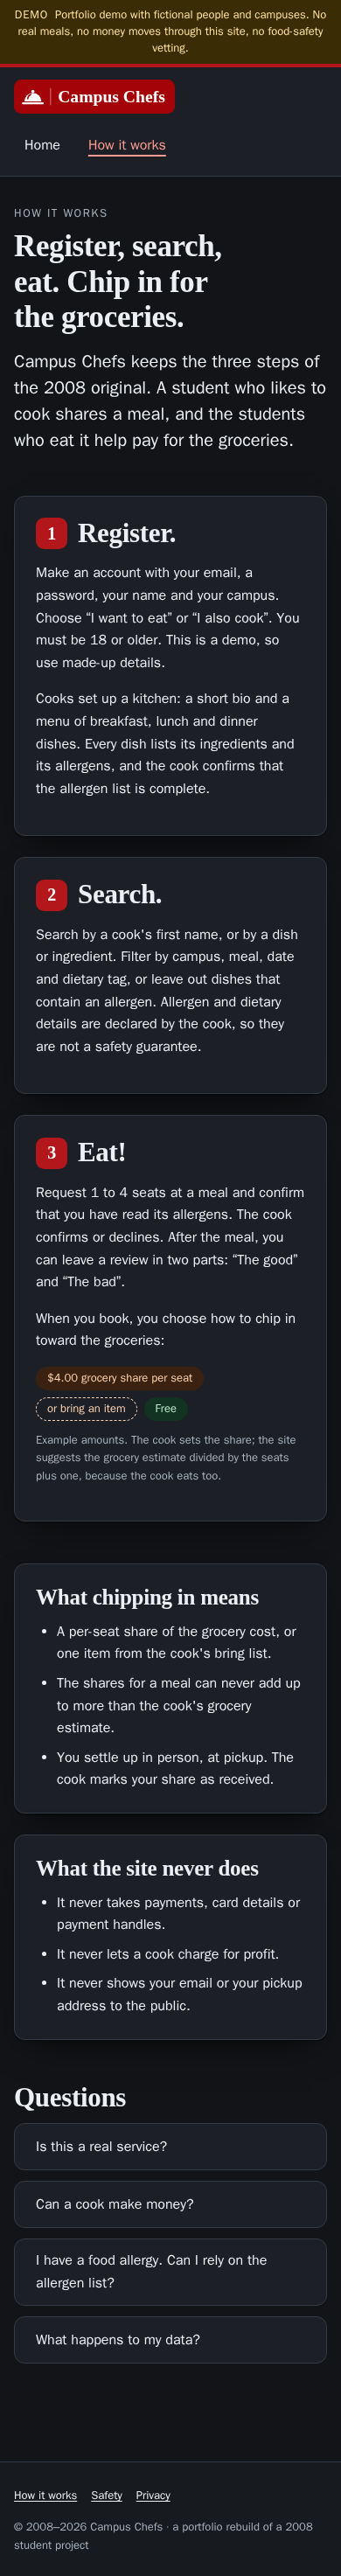 DEMO Portfolio demo with fictional people and campuses. No
real meals, no money moves through this site, no food-safety
vetting.
Campus Chefs
Home How it works
HOW IT WORKS
Register, search,
eat. Chip in for
the groceries.
Campus Chefs keeps the three steps of
the 2008 original. A student who likes to
cook shares a meal, and the students
who eat it help pay for the groceries.
1 Register.
Make an account with your email, a
password, your name and your campus.
Choose “I want to eat” or “I also cook”. You
must be 18 or older. This is a demo, so
use made-up details.
Cooks set up a kitchen: a short bio and a
menu of breakfast, lunch and dinner
dishes. Every dish lists its ingredients and
its allergens, and the cook confirms that
the allergen list is complete.
2 Search.
Search by a cook's first name, or by a dish
or ingredient. Filter by campus, meal, date
and dietary tag, or leave out dishes that
contain an allergen. Allergen and dietary
details are declared by the cook, so they
are not a safety guarantee.
3 Eat!
Request 1 to 4 seats at a meal and confirm
that you have read its allergens. The cook
confirms or declines. After the meal, you
can leave a review in two parts: “The good”
and “The bad”.
When you book, you choose how to chip in
toward the groceries:
$4.00 grocery share per seat
or bring an item Free
Example amounts. The cook sets the share; the site
suggests the grocery estimate divided by the seats
plus one, because the cook eats too.
What chipping in means
• A per-seat share of the grocery cost, or
one item from the cook's bring list.
• The shares for a meal can never add up
to more than the cook's grocery
estimate.
• You settle up in person, at pickup. The
cook marks your share as received.
What the site never does
• It never takes payments, card details or
payment handles.
• It never lets a cook charge for profit.
• It never shows your email or your pickup
address to the public.
Questions
Is this a real service?
Can a cook make money?
I have a food allergy. Can I rely on the
allergen list?
What happens to my data?
How it works Safety Privacy
© 2008–2026 Campus Chefs · a portfolio rebuild of a 2008
student project